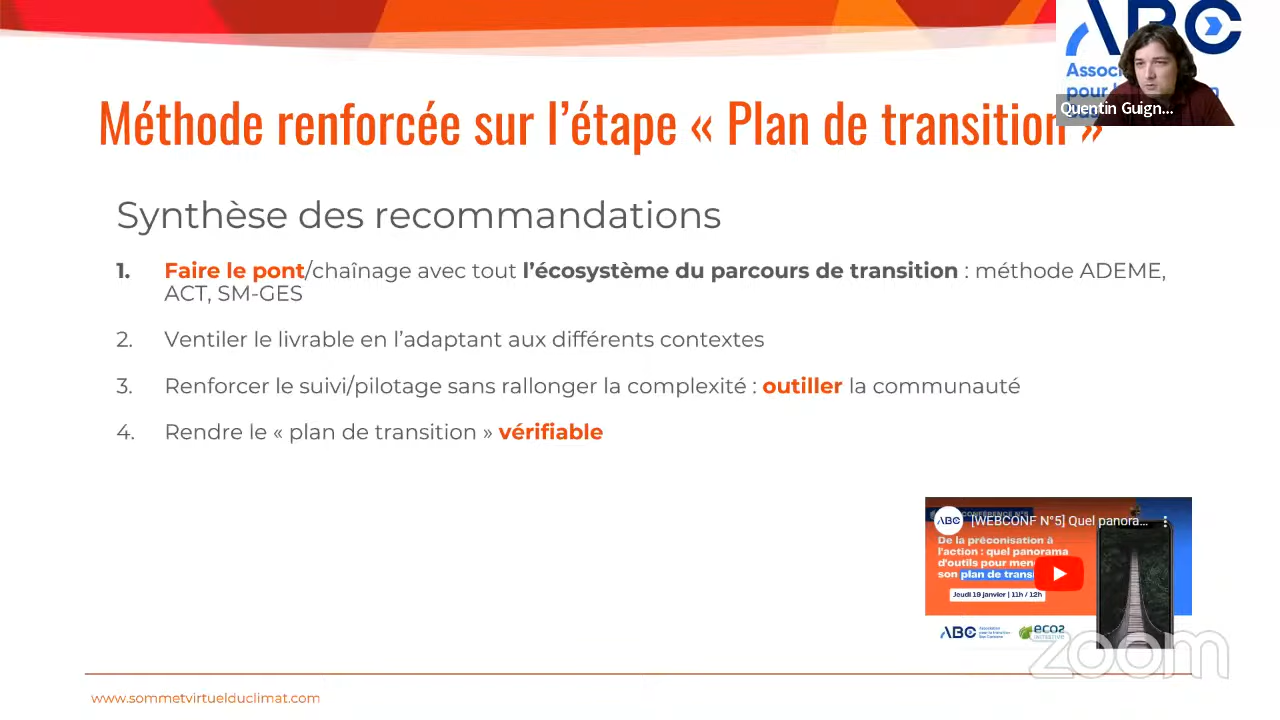 ABC
Quentin Guign...
Méthode renforcée sur l’étape « Plan de transition »
Synthèse des recommandations
1. Faire le pont/chaînage avec tout l’écosystème du parcours de transition : méthode ADEME,
ACT, SM-GES
2. Ventiler le livrable en l’adaptant aux différents contextes
3. Renforcer le suivi/pilotage sans rallonger la complexité : outiller la communauté
4. Rendre le « plan de transition » vérifiable
ABC [WEBCONF N°5] Quel panora...
De la préconisation à
l'action : quel panorama
d'outils pour mener
son plan de transi
Jeudi 19 janvier | 11h / 12h
ABC
eco2
INITIATIVE
zoom
www.sommetvirtuelduclimat.com